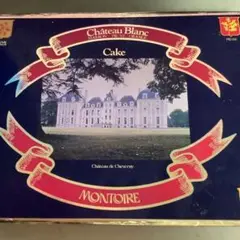 Château Blanc
Cake
Château de Cheverny
MONTOIRE